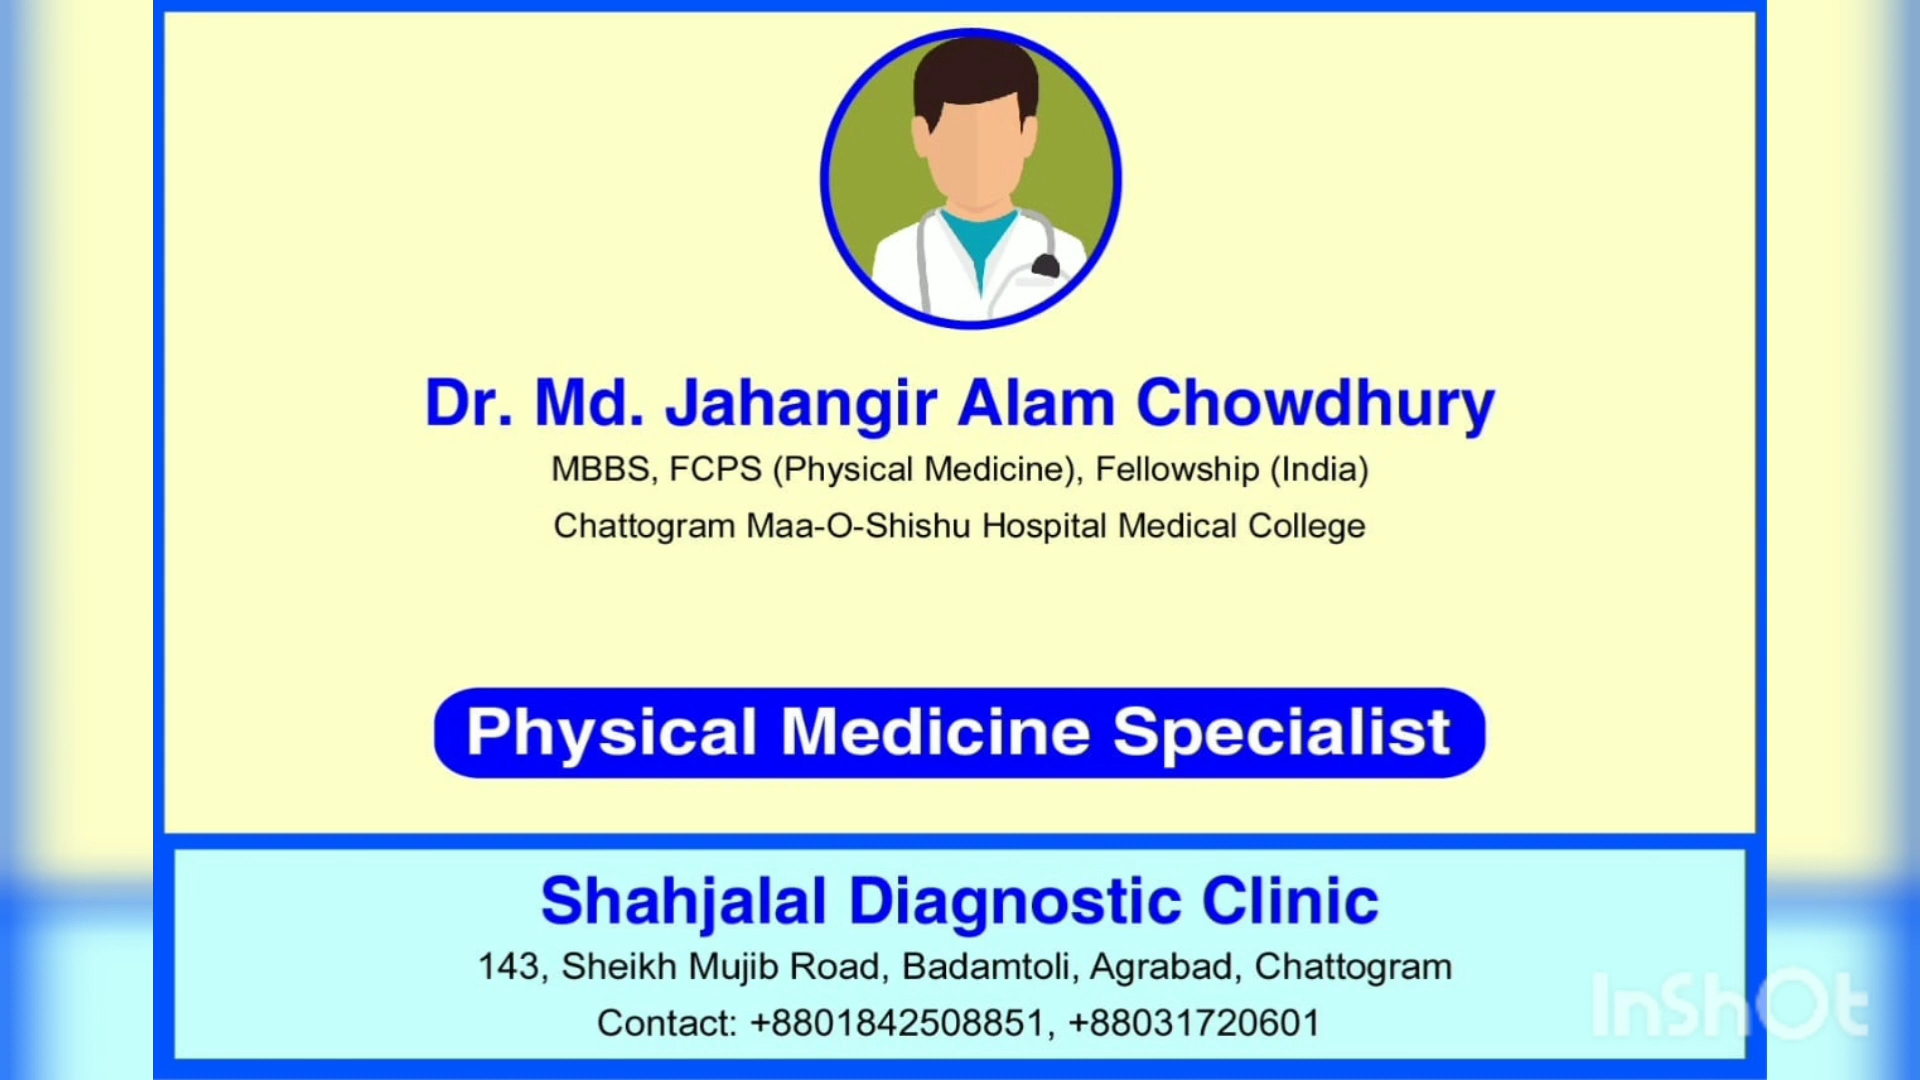 Dr. Md. Jahangir Alam Chowdhury
MBBS, FCPS (Physical Medicine), Fellowship (India)
Chattogram Maa-O-Shishu Hospital Medical College
Physical Medicine Specialist
Shahjalal Diagnostic Clinic
143, Sheikh Mujib Road, Badamtoli, Agrabad, Chattogram
Contact: +8801842508851, +88031720601
InShOt